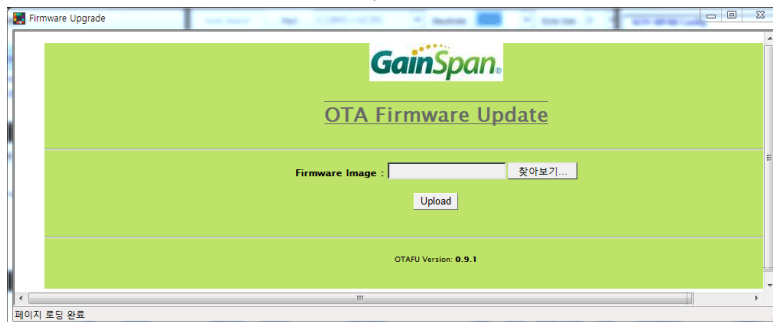 Firmware Upgrade
GainSpan®
OTA Firmware Update
Firmware Image : 찾아보기...
Upload
OTAFU Version: 0.9.1
페이지 로딩 완료